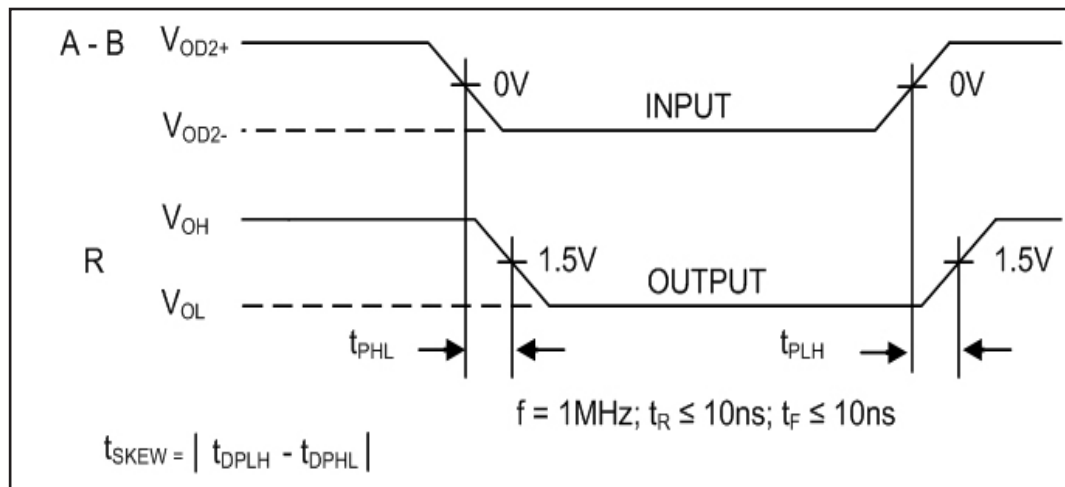 A - B
VOD2+
0V
0V
INPUT
VOD2-
VOH
R
1.5V
1.5V
OUTPUT
VOL
tPHL
tPLH
f = 1MHz; tR ≤ 10ns; tF ≤ 10ns
tSKEW = | tDPLH - tDPHL |